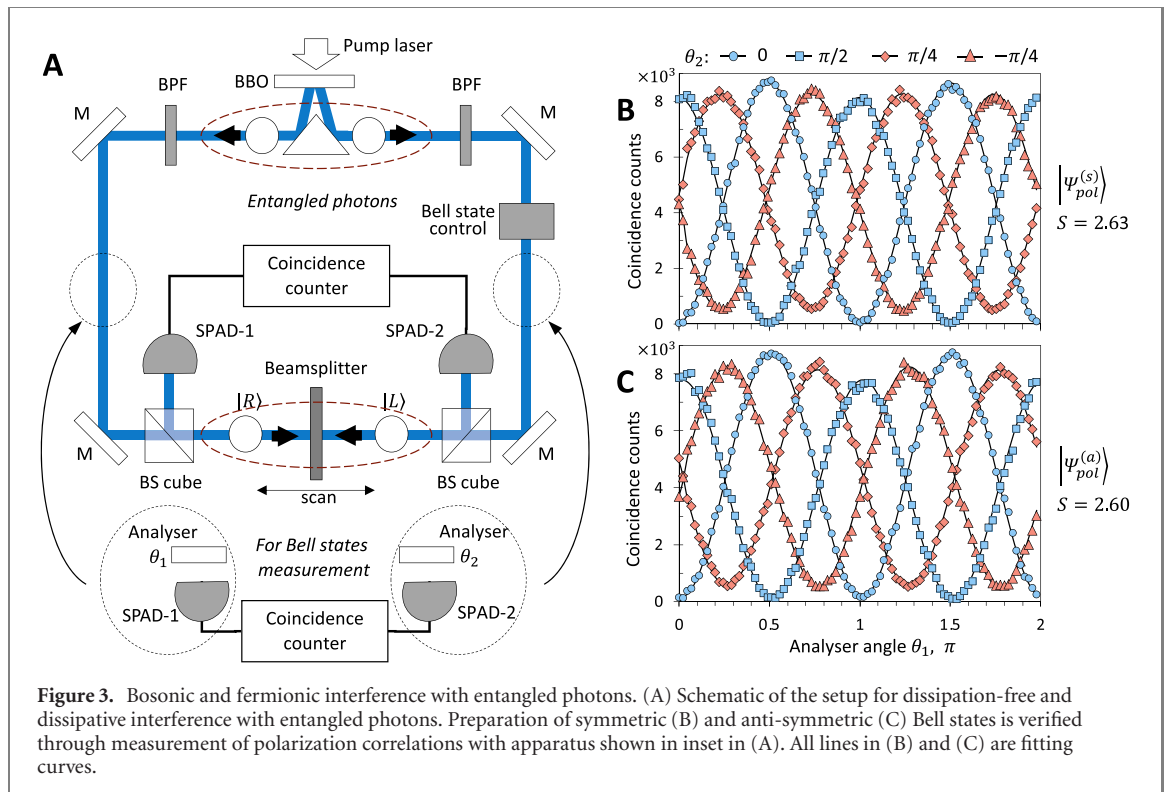 A
Pump laser
BBO
BPF
BPF
M
M
Entangled photons
Bell state
control
Coincidence
counter
SPAD-1
SPAD-2
Beamsplitter
|R⟩
|L⟩
M
M
BS cube
BS cube
scan
Analyser
θ₁
Analyser
θ₂
For Bell states
measurement
SPAD-1
SPAD-2
Coincidence
counter
θ₂: 0 π/2 π/4 −π/4
×10³
B
8
6
4
2
0
Coincidence counts
|Ψ_pol^(s)⟩
S = 2.63
×10³
C
8
6
4
2
0
Coincidence counts
|Ψ_pol^(a)⟩
S = 2.60
0 0.5 1 1.5 2
Analyser angle θ₁, π
Figure 3. Bosonic and fermionic interference with entangled photons. (A) Schematic of the setup for dissipation-free and
dissipative interference with entangled photons. Preparation of symmetric (B) and anti-symmetric (C) Bell states is verified
through measurement of polarization correlations with apparatus shown in inset in (A). All lines in (B) and (C) are fitting
curves.